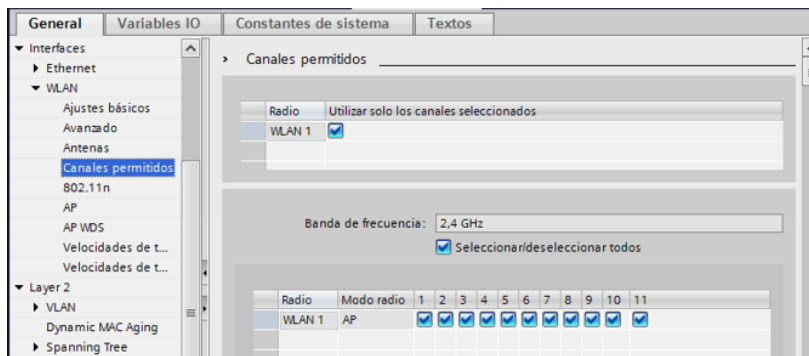 General Variables IO Constantes de sistema Textos
Interfaces
Ethernet
WLAN
Ajustes básicos
Avanzado
Antenas
Canales permitidos
802.11n
AP
AP WDS
Velocidades de t...
Velocidades de t...
Layer 2
VLAN
Dynamic MAC Aging
Spanning Tree
Canales permitidos
Radio Utilizar solo los canales seleccionados
WLAN 1
Banda de frecuencia: 2,4 GHz
Seleccionar/deseleccionar todos
Radio Modo radio 1 2 3 4 5 6 7 8 9 10 11
WLAN 1 AP